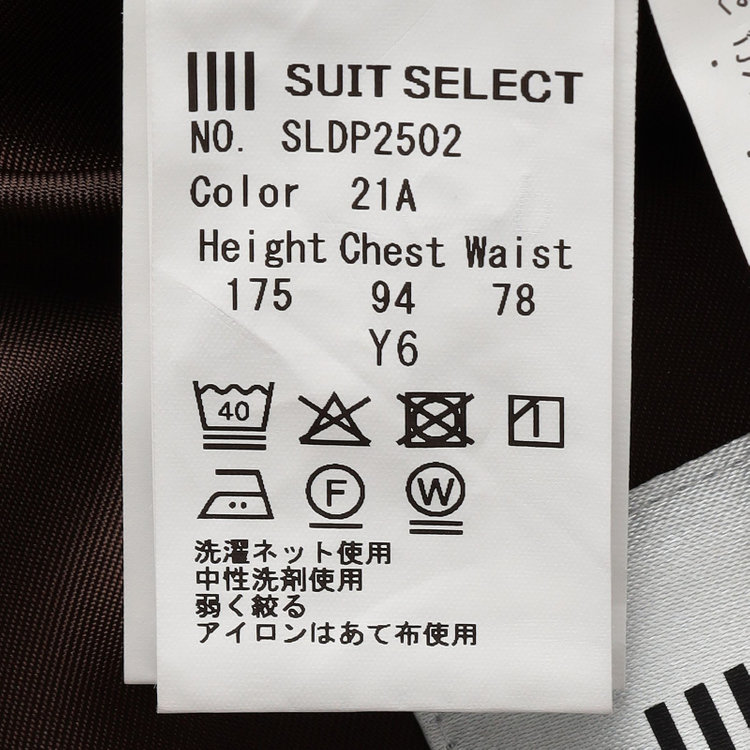 SUIT SELECT
NO. SLDP2502
Color 21A
Height Chest Waist
175 94 78
Y6
40
F W
洗濯ネット使用
中性洗剤使用
弱く絞る
アイロンはあて布使用